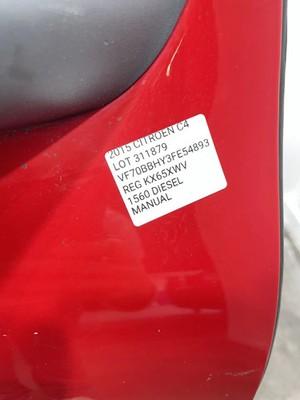 2015 CITROEN C4
LOT 311879
VF70BBHY3FE54893
REG KX65XWV
1560 DIESEL
MANUAL